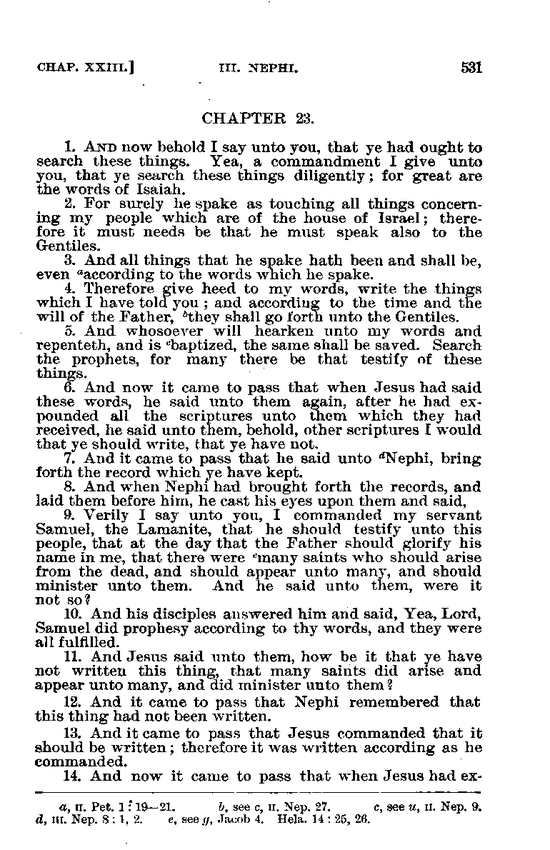 CHAP. XXIII.] III. NEPHI. 531
CHAPTER 23.
1. AND now behold I say unto you, that ye had ought to
search these things. Yea, a commandment I give unto
you, that ye search these things diligently; for great are
the words of Isaiah.
2. For surely he spake as touching all things concern-
ing my people which are of the house of Israel; there-
fore it must needs be that he must speak also to the
Gentiles.
3. And all things that he spake hath been and shall be,
even ᵃaccording to the words which he spake.
4. Therefore give heed to my words, write the things
which I have told you; and according to the time and the
will of the Father, ᵇthey shall go forth unto the Gentiles.
5. And whosoever will hearken unto my words and
repenteth, and is ᶜbaptized, the same shall be saved. Search
the prophets, for many there be that testify of these
things.
6. And now it came to pass that when Jesus had said
these words, he said unto them again, after he had ex-
pounded all the scriptures unto them which they had
received, he said unto them, behold, other scriptures I would
that ye should write, that ye have not.
7. And it came to pass that he said unto ᵈNephi, bring
forth the record which ye have kept.
8. And when Nephi had brought forth the records, and
laid them before him, he cast his eyes upon them and said,
9. Verily I say unto you, I commanded my servant
Samuel, the Lamanite, that he should testify unto this
people, that at the day that the Father should glorify his
name in me, that there were ᵉmany saints who should arise
from the dead, and should appear unto many, and should
minister unto them. And he said unto them, were it
not so?
10. And his disciples answered him and said, Yea, Lord,
Samuel did prophesy according to thy words, and they were
all fulfilled.
11. And Jesus said unto them, how be it that ye have
not written this thing, that many saints did arise and
appear unto many, and did minister unto them?
12. And it came to pass that Nephi remembered that
this thing had not been written.
13. And it came to pass that Jesus commanded that it
should be written; therefore it was written according as he
commanded.
14. And now it came to pass that when Jesus had ex-
a, II. Pet. 1:19—21. b, see c, II. Nep. 27. c, see u, II. Nep. 9.
d, III. Nep. 8:1, 2. e, see g, Jacob 4. Hela. 14:25, 26.